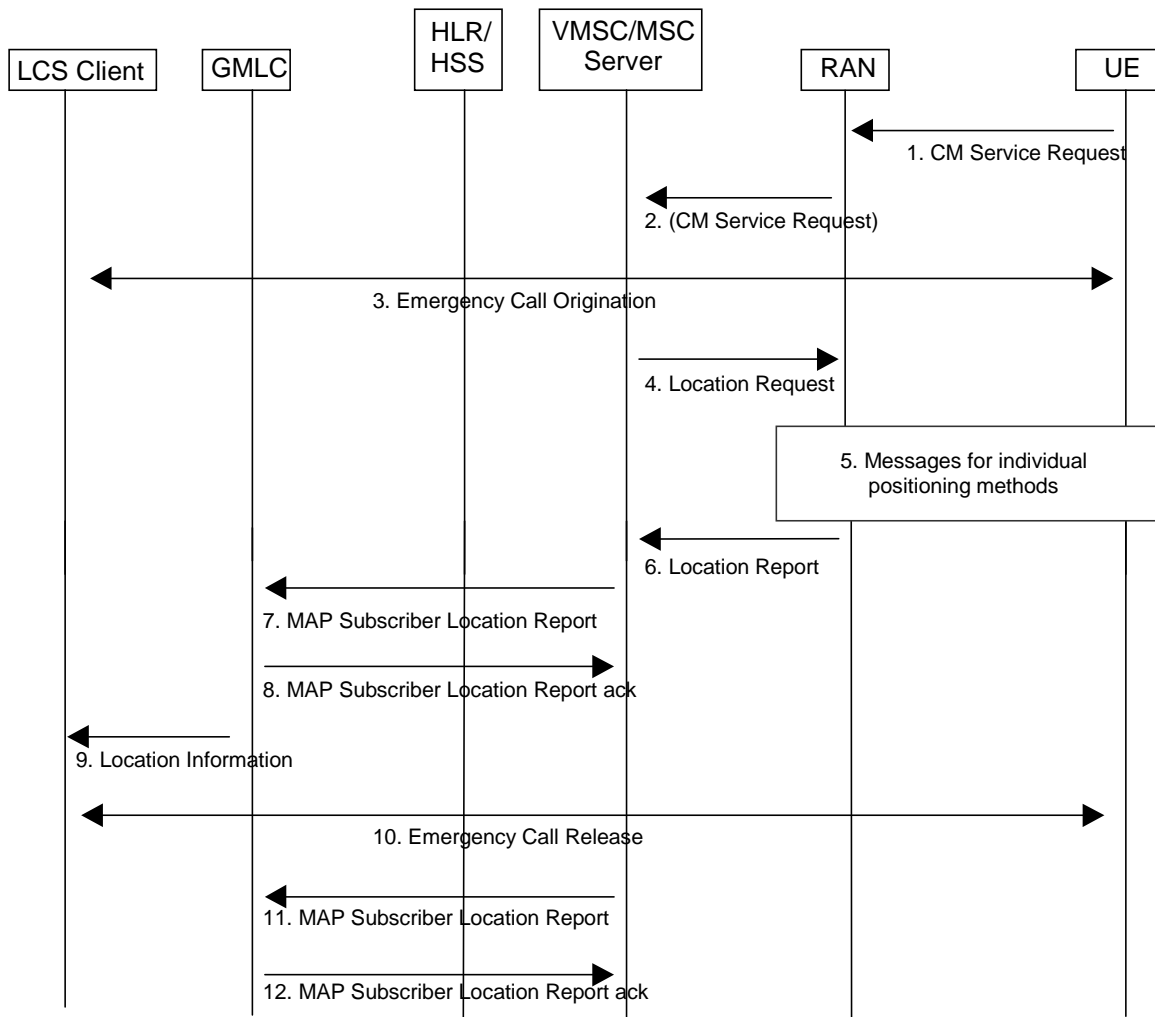 LCS Client
GMLC
HLR/
HSS
VMSC/MSC
Server
RAN
UE
1. CM Service Request
2. (CM Service Request)
3. Emergency Call Origination
4. Location Request
5. Messages for individual
positioning methods
6. Location Report
7. MAP Subscriber Location Report
8. MAP Subscriber Location Report ack
9. Location Information
10. Emergency Call Release
11. MAP Subscriber Location Report
12. MAP Subscriber Location Report ack